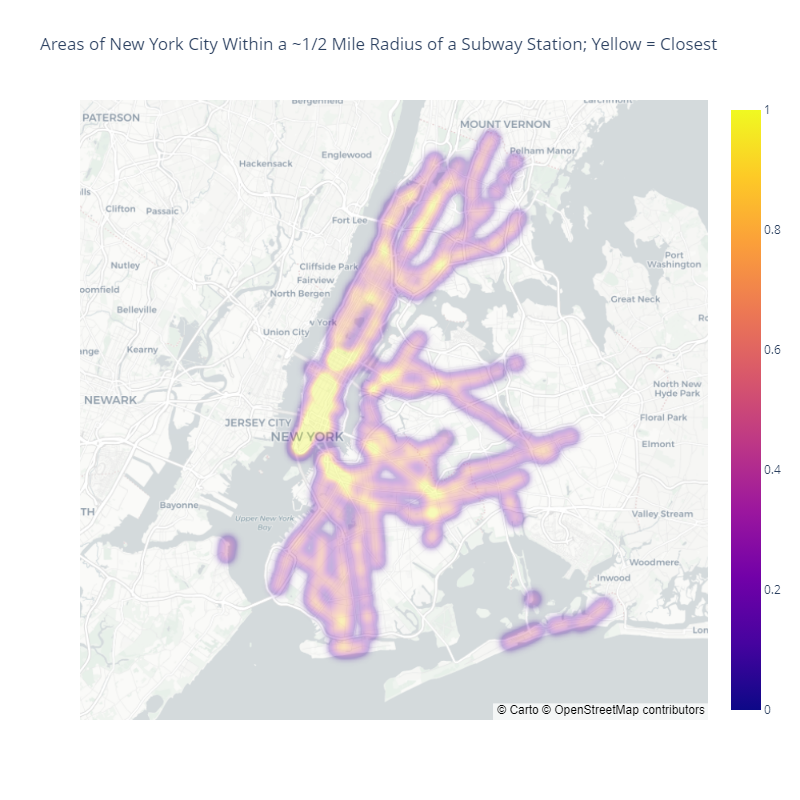 Areas of New York City Within a ~1/2 Mile Radius of a Subway Station; Yellow = Closest
Bergenfield
Larchmont
1
PATERSON
MOUNT VERNON
Englewood
Pelham Manor
Hackensack
Clifton
Passaic
Fort Lee
0.8
Port
Washington
Nutley
Cliffside Park
Fairview
North Bergen
Great Neck
Belleville
Union City
York
Kearny
0.6
North New
Hyde Park
NEWARK
Floral Park
JERSEY CITY
NEW YORK
Elmont
0.4
Bayonne
TH
Upper New York
Bay
Valley Stream
Woodmere
Inwood
0.2
Lon
© Carto © OpenStreetMap contributors
0